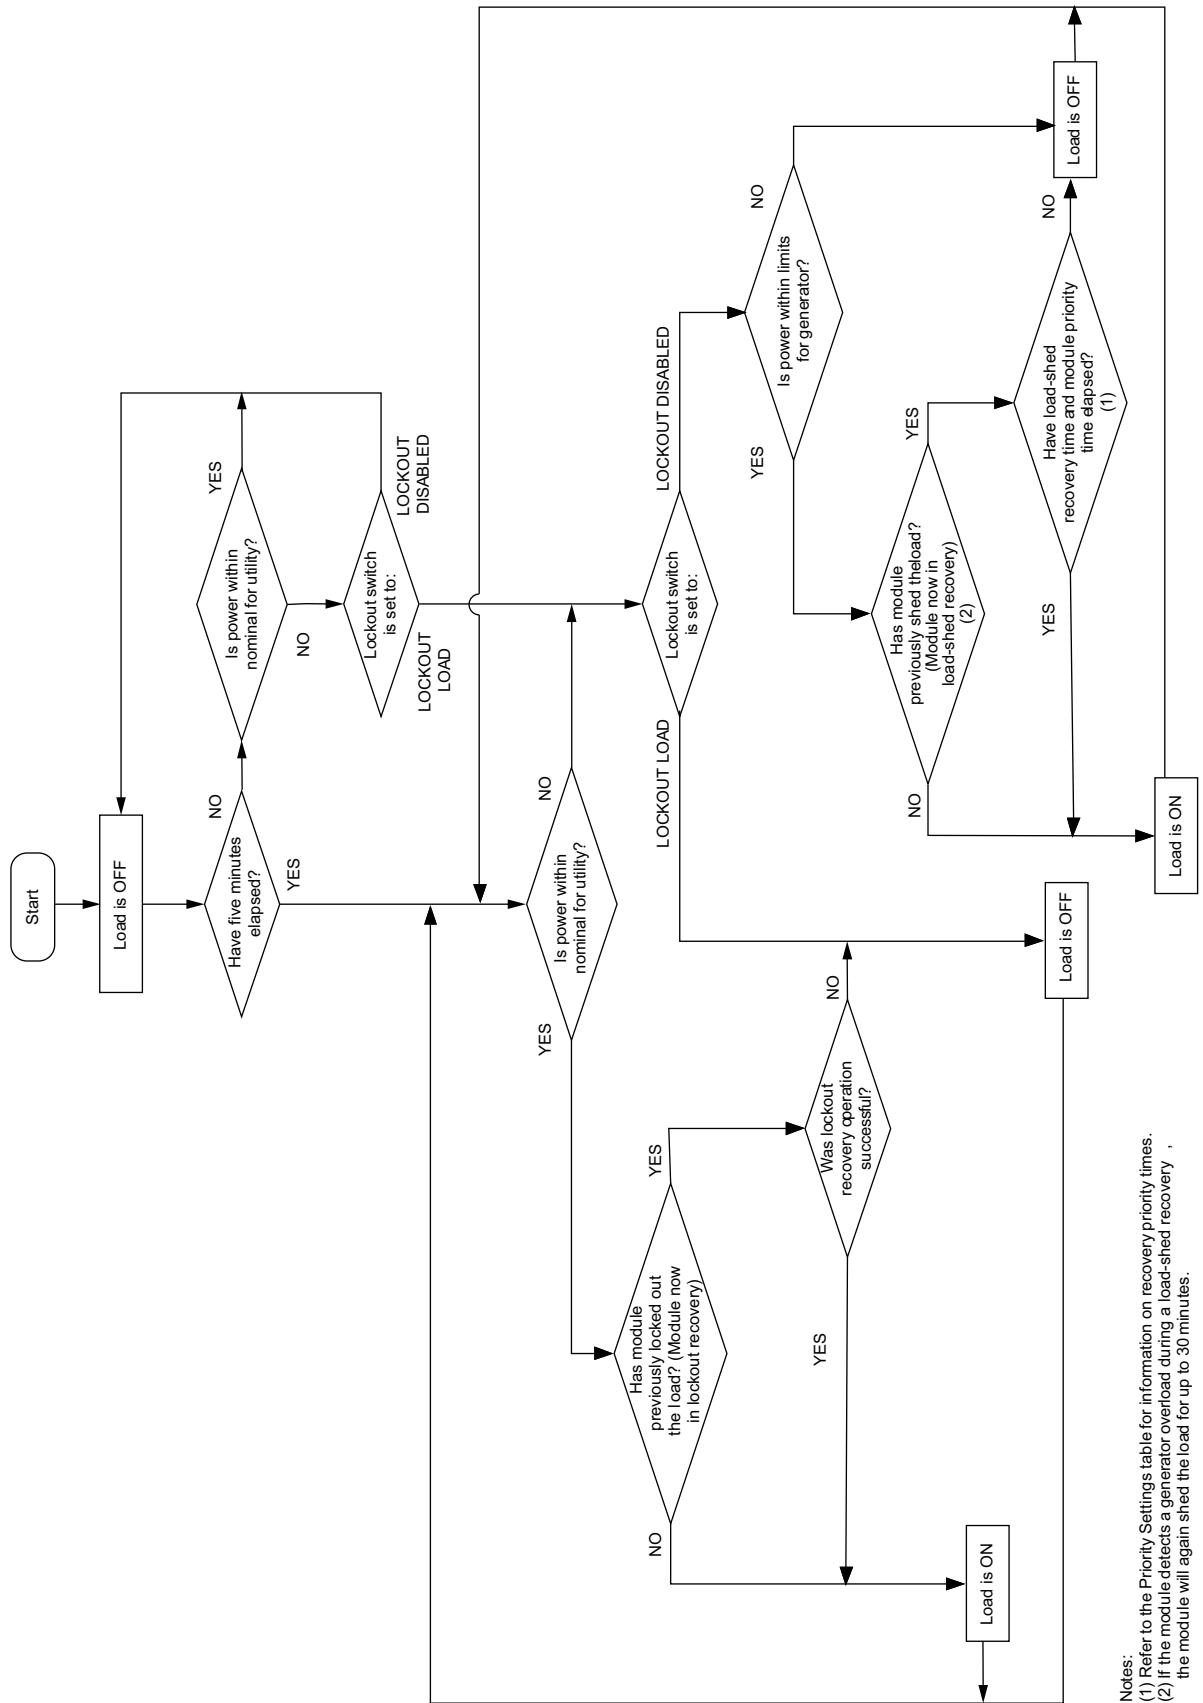 Start
Load is OFF
Have five minutes
elapsed?
NO
YES
Is power within
nominal for utility?
YES
NO
Lockout switch
is set to:
LOCKOUT
DISABLED
LOCKOUT
LOAD
Is power within
nominal for utility?
YES
NO
Has module
previously locked out
the load? (Module now
in lockout recovery)
YES
NO
Was lockout
recovery operation
successful?
NO
YES
Load is ON
Load is OFF
Lockout switch
is set to:
LOCKOUT LOAD
LOCKOUT DISABLED
Is power within limits
for generator?
NO
YES
Has module
previously shed theload?
(Module now in
load-shed recovery)
(2)
YES
NO
Have load-shed
recovery time and module priority
time elapsed?
(1)
NO
YES
Load is OFF
Load is ON
Notes:
(1) Refer to the Priority Settings table for information on recovery priority times.
(2) If the module detects a generator overload during a load-shed recovery ,
the module will again shed the load for up to 30 minutes.